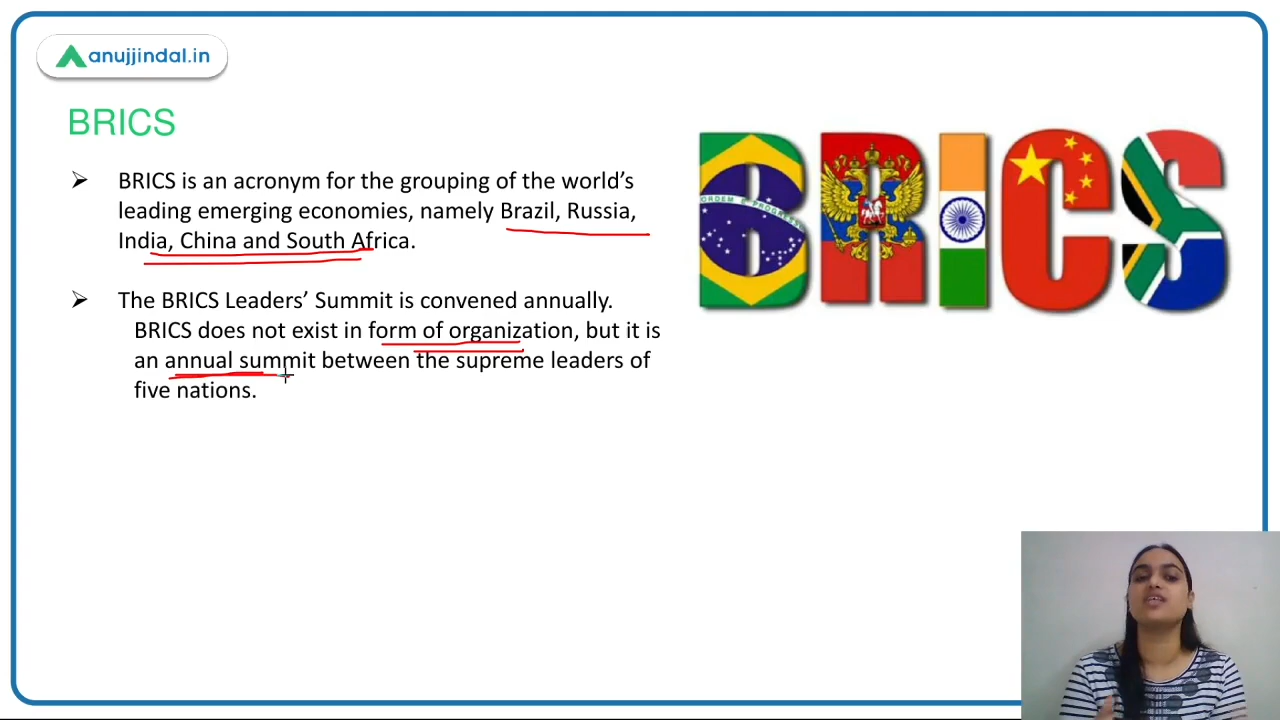 anujjindal.in
BRICS
BRICS is an acronym for the grouping of the world's
leading emerging economies, namely Brazil, Russia,
India, China and South Africa.
The BRICS Leaders' Summit is convened annually.
BRICS does not exist in form of organization, but it is
an annual summit between the supreme leaders of
five nations.
BRICS
ORDEM E PROGRES